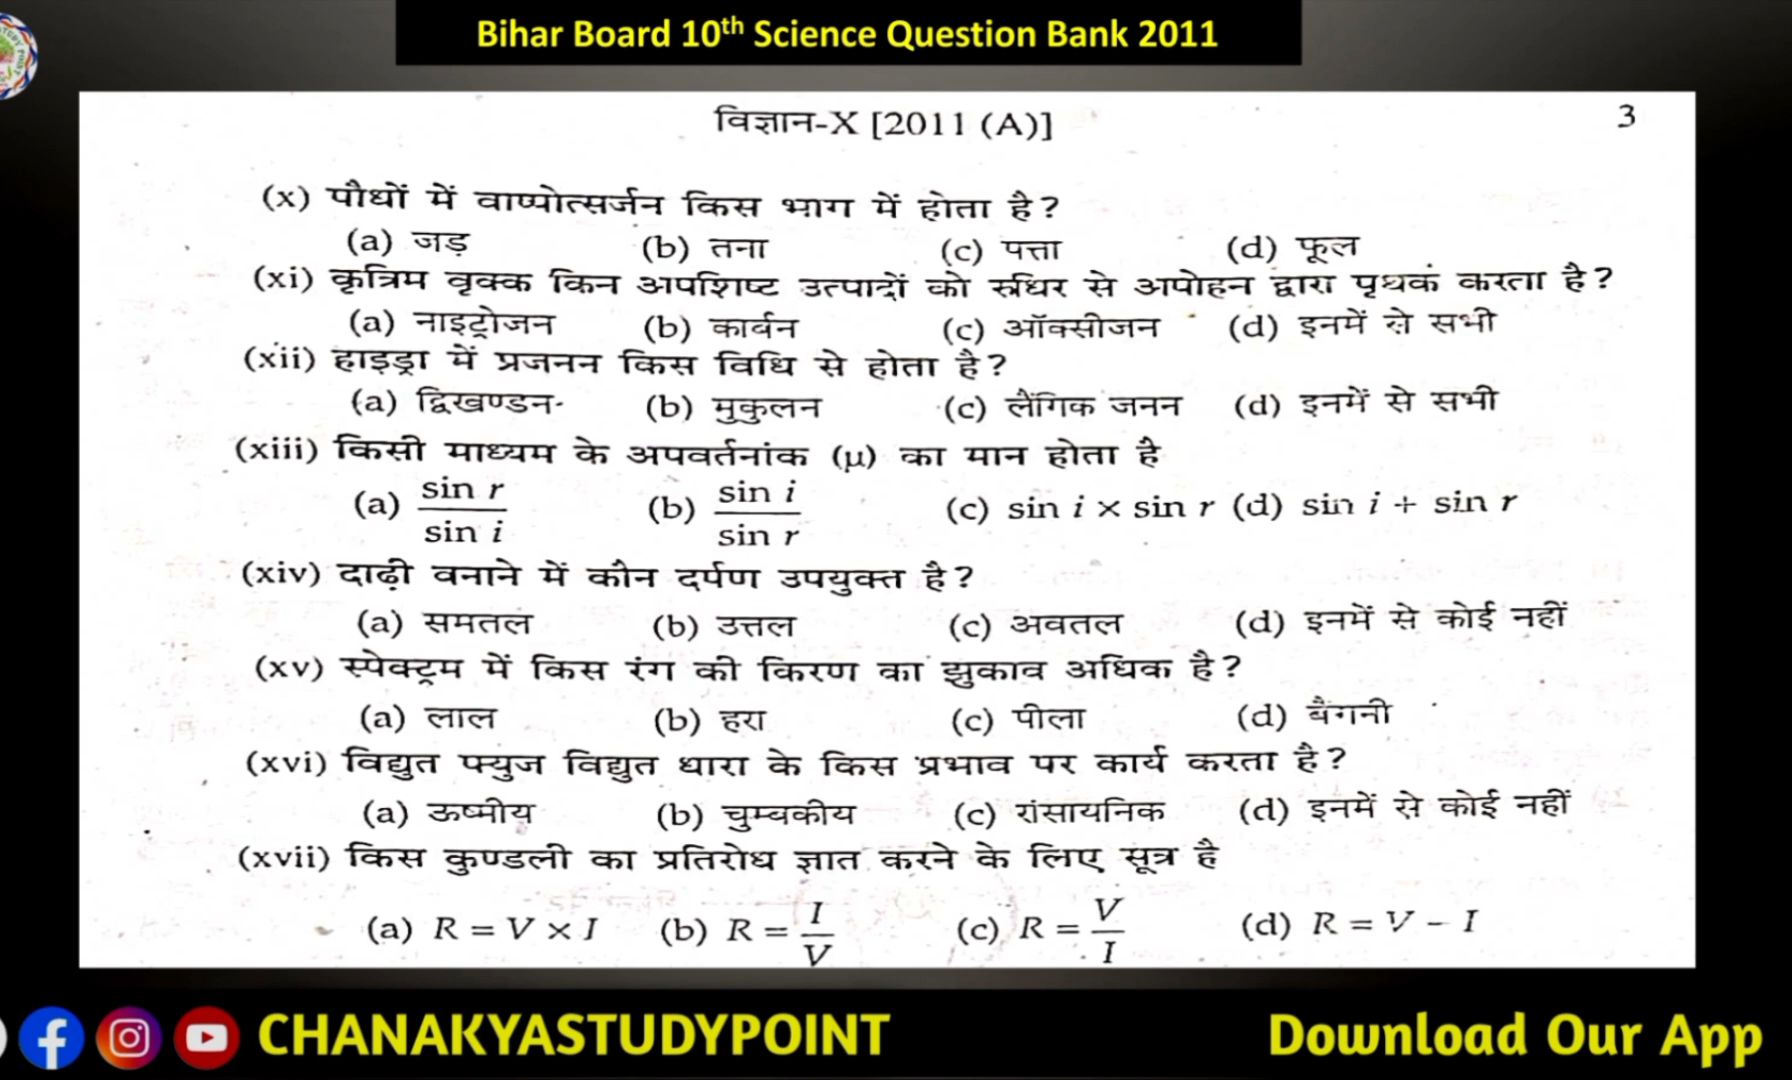 Bihar Board 10th Science Question Bank 2011
विज्ञान-X [2011 (A)] 3
(x) पौधों में वाष्पोत्सर्जन किस भाग में होता है?
(a) जड़ (b) तना (c) पत्ता (d) फूल
(xi) कृत्रिम वृक्क किन अपशिष्ट उत्पादों को रुधिर से अपोहन द्वारा पृथक करता है?
(a) नाइट्रोजन (b) कार्बन (c) ऑक्सीजन (d) इनमें से सभी
(xii) हाइड्रा में प्रजनन किस विधि से होता है?
(a) द्विखण्डन (b) मुकुलन (c) लैंगिक जनन (d) इनमें से सभी
(xiii) किसी माध्यम के अपवर्तनांक (μ) का मान होता है
(a) sin r / sin i (b) sin i / sin r (c) sin i × sin r (d) sin i + sin r
(xiv) दाढ़ी बनाने में कौन दर्पण उपयुक्त है?
(a) समतल (b) उत्तल (c) अवतल (d) इनमें से कोई नहीं
(xv) स्पेक्ट्रम में किस रंग की किरण का झुकाव अधिक है?
(a) लाल (b) हरा (c) पीला (d) बैंगनी
(xvi) विद्युत फ्युज विद्युत धारा के किस प्रभाव पर कार्य करता है?
(a) ऊष्मीय (b) चुम्बकीय (c) रासायनिक (d) इनमें से कोई नहीं
(xvii) किस कुण्डली का प्रतिरोध ज्ञात करने के लिए सूत्र है
(a) R = V × I (b) R = I / V (c) R = V / I (d) R = V – I
CHANAKYASTUDYPOINT Download Our App